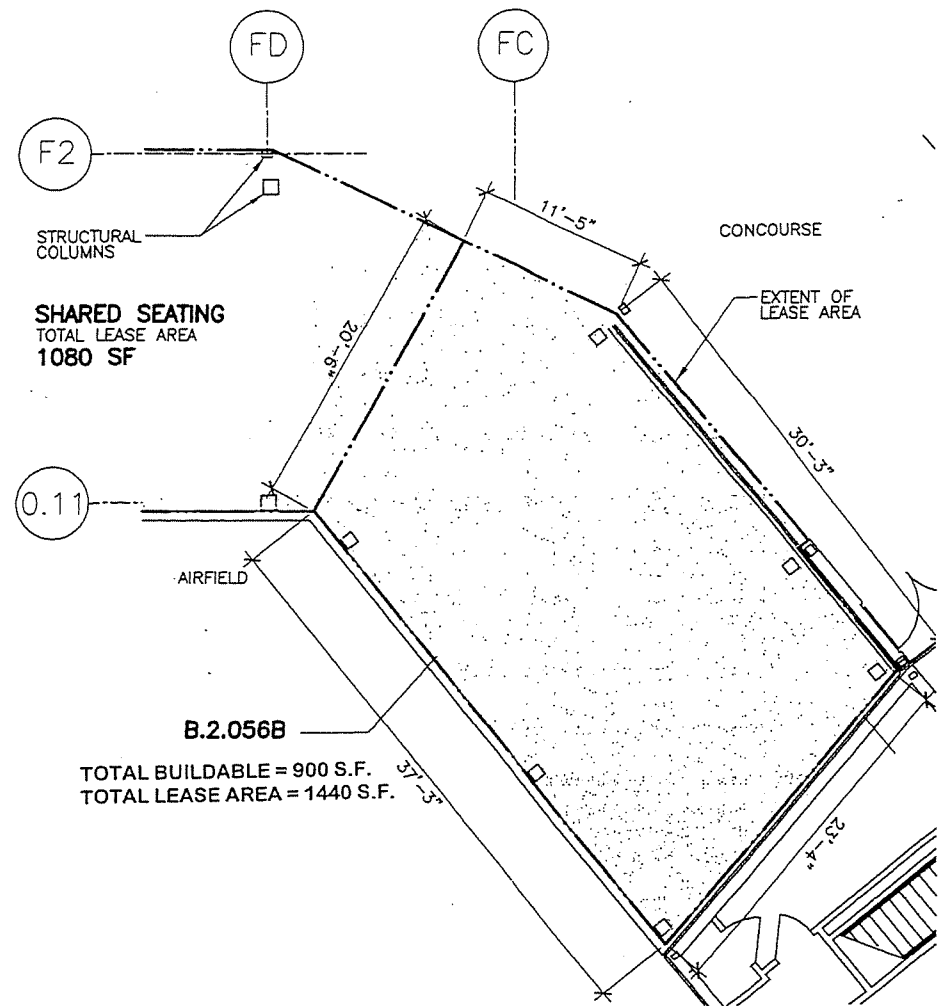 FD
FC
F2
11'-5"
CONCOURSE
STRUCTURAL
COLUMNS
EXTENT OF
LEASE AREA
SHARED SEATING
TOTAL LEASE AREA
1080 SF
20'-6"
30'-3"
0.11
AIRFIELD
B.2.056B
TOTAL BUILDABLE = 900 S.F.
TOTAL LEASE AREA = 1440 S.F.
37'-3"
23'-4"